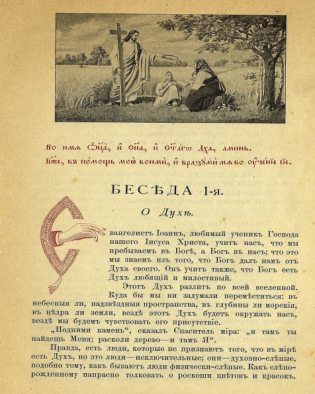 Во имя Ѻц҃а, и҆ Сн҃а, и҆ Ст҃агѡ Дх҃а, аминь.
Бж҃е, въ помощь мою вонми, и҆ вразуми мѧ во оу҆ченіи
БЕСѢДА 1-я.
О Духѣ.
Евангелистъ Іоаннъ, любимый ученикъ Господа
нашего Іисуса Христа, учитъ насъ, что мы
пребываемъ въ Богѣ, а Богъ въ насъ; что это
мы знаемъ изъ того, что Богъ далъ намъ отъ
Духа своего. Онъ учитъ также, что Богъ есть
Духъ любящій и милостивый.
Этотъ Духъ разлитъ по всей вселенной.
Куда бы мы ни задумали перемѣститься: въ
небесныя ли, надзвѣздныя пространства, въ глубины ли морскія,
въ нѣдра ли земли, вездѣ этотъ Духъ будетъ окружать насъ,
вездѣ мы будемъ чувствовать его присутствіе.
„Подними камень“, сказалъ Спаситель міра: „и тамъ ты
найдешь Меня; расколи дерево—и тамъ Я“.
Правда, есть люди, которые не признаютъ того, что въ мірѣ
есть Духъ, но это люди—исключительные; они—духовно-слѣпые,
подобно тому, какъ бываютъ люди физически-слѣпые. Какъ слѣпо-
рожденному напрасно толковать о роскоши цвѣтовъ и красокъ,